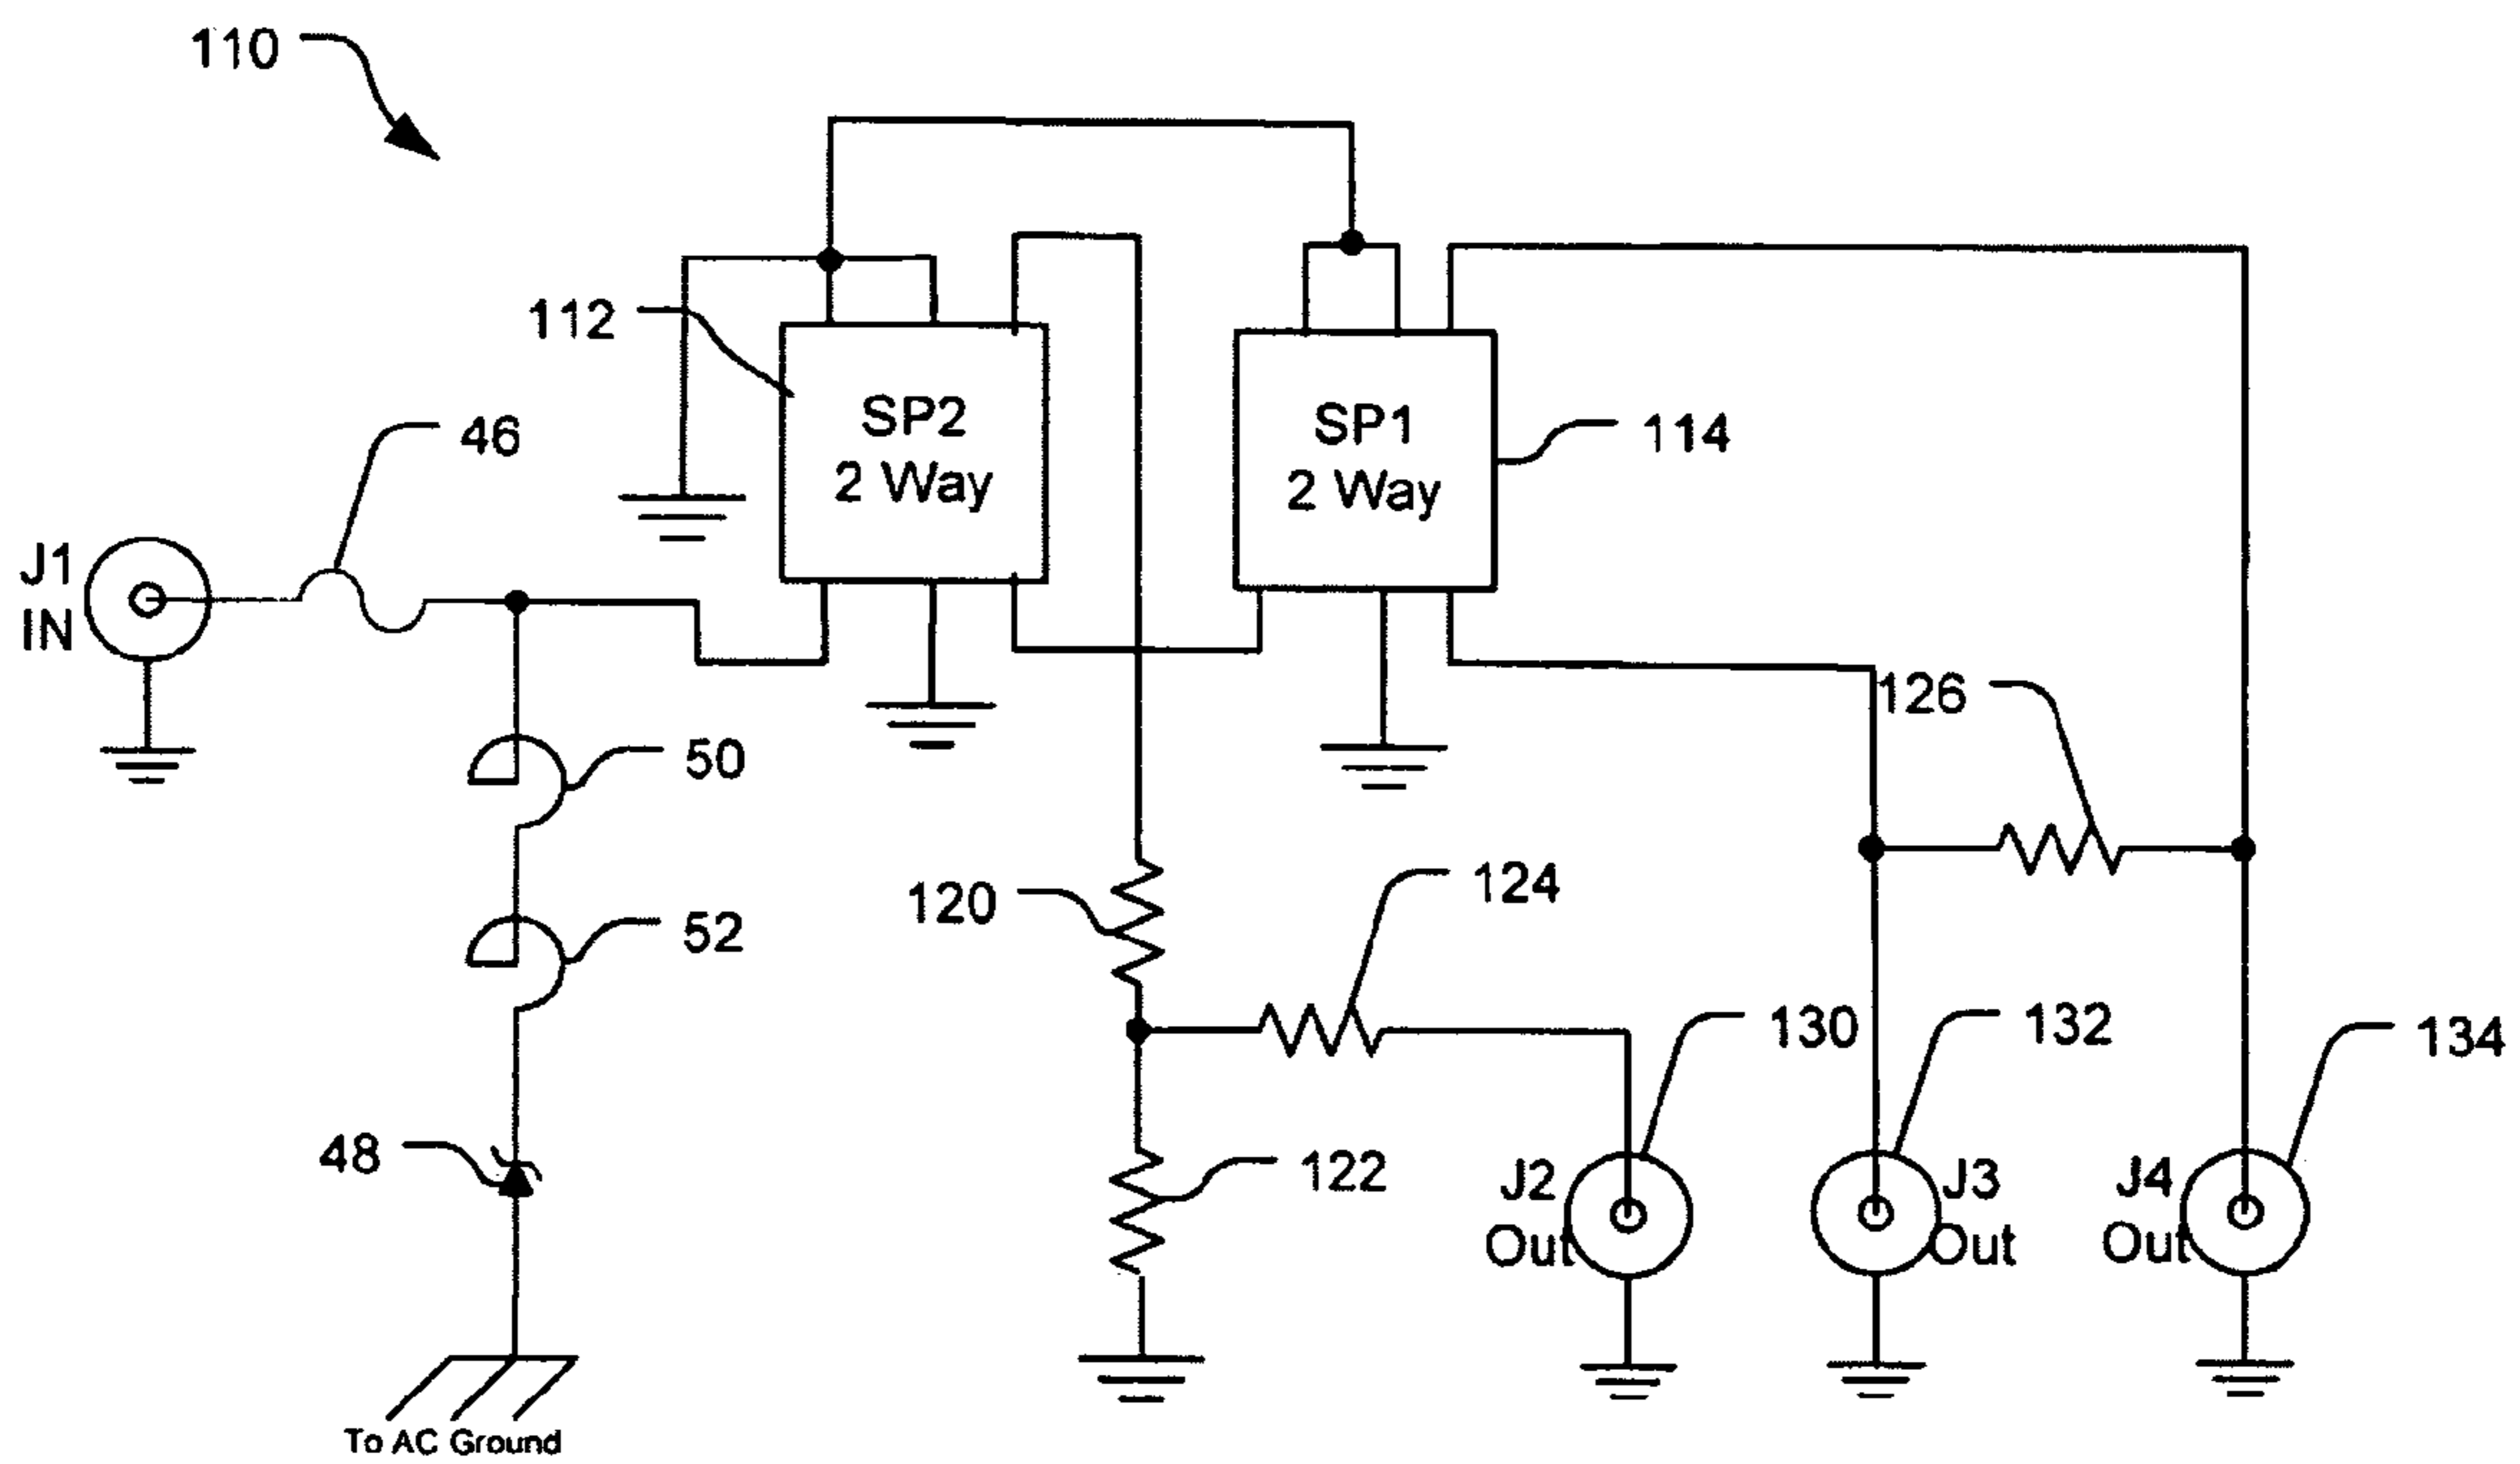 110
112
SP2
2 Way
SP1
2 Way
114
46
J1
IN
126
50
120
124
52
130
132
134
48
122
J2
Out
J3
Out
J4
Out
To AC Ground